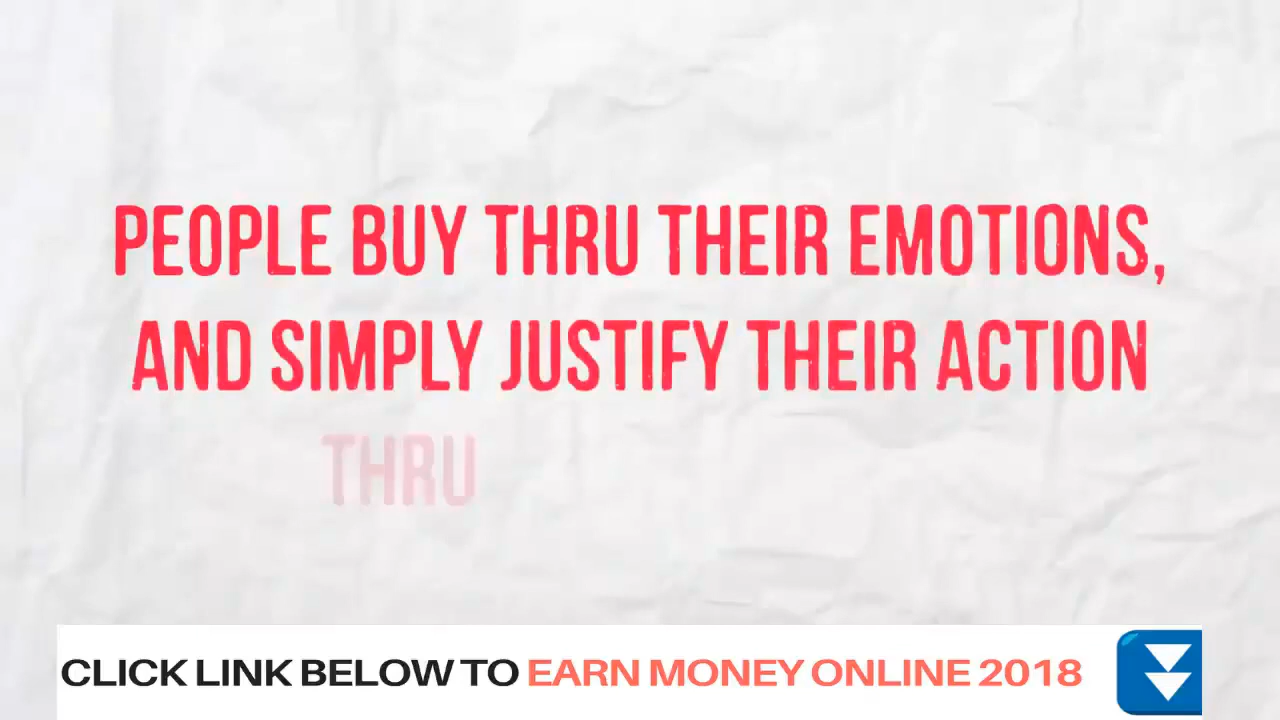 PEOPLE BUY THRU THEIR EMOTIONS,
AND SIMPLY JUSTIFY THEIR ACTION
THRU
CLICK LINK BELOW TO EARN MONEY ONLINE 2018